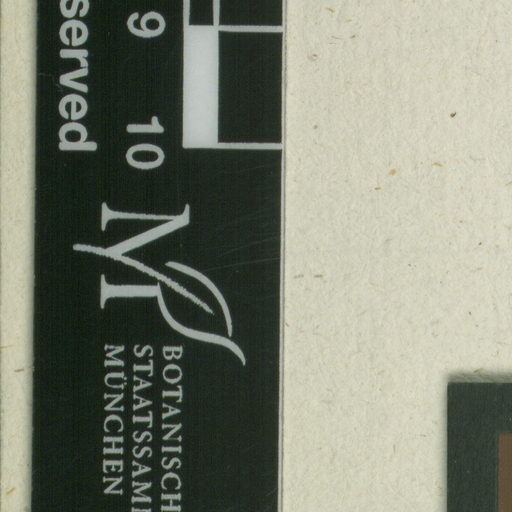 served
9 10
BOTANISCH
STAATSSAM
MÜNCHEN